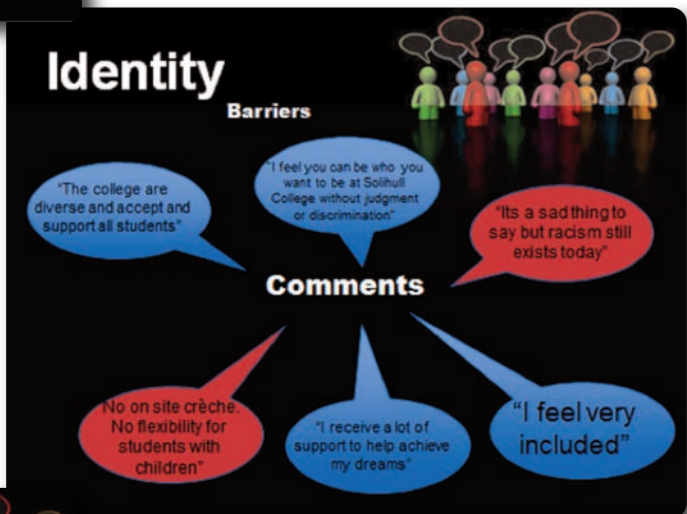 Identity
Barriers
"The college are
diverse and accept and
support all students"
"I feel you can be who you
want to be at Solihull
College without judgment
or discrimination"
"Its a sad thing to
say but racism still
exists today"
Comments
No on site crèche.
No flexibility for
students with
children"
"I receive a lot of
support to help achieve
my dreams"
"I feel very
included"